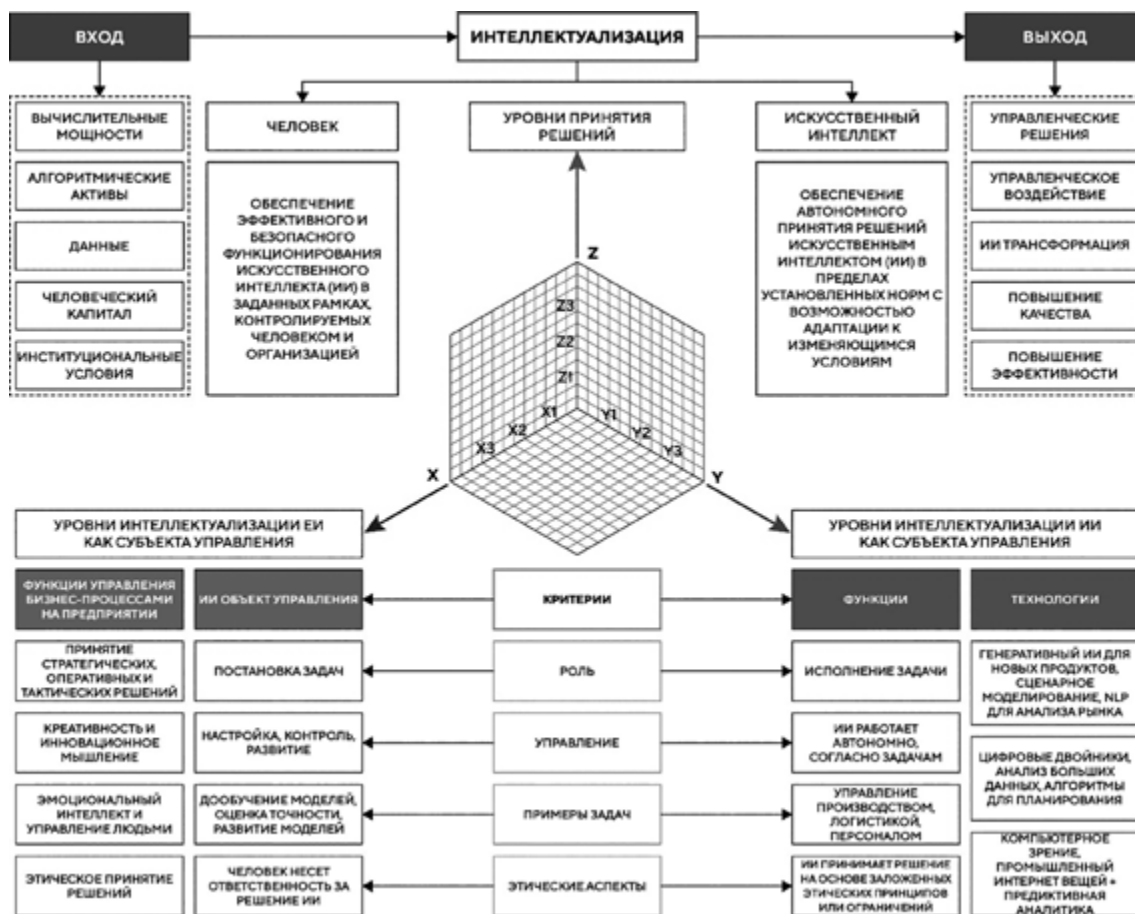 ВХОД
ИНТЕЛЛЕКТУАЛИЗАЦИЯ
ВЫХОД
ВЫЧИСЛИТЕЛЬНЫЕ
МОЩНОСТИ
АЛГОРИТМИЧЕСКИЕ
АКТИВЫ
ДАННЫЕ
ЧЕЛОВЕЧЕСКИЙ
КАПИТАЛ
ИНСТИТУЦИОНАЛЬНЫЕ
УСЛОВИЯ
ЧЕЛОВЕК
ОБЕСПЕЧЕНИЕ
ЭФФЕКТИВНОГО И
БЕЗОПАСНОГО
ФУНКЦИОНИРОВАНИЯ
ИСКУССТВЕННОГО
ИНТЕЛЛЕКТА (ИИ) В
ЗАДАННЫХ РАМКАХ,
КОНТРОЛИРУЕМЫХ
ЧЕЛОВЕКОМ И
ОРГАНИЗАЦИЕЙ
УРОВНИ ПРИНЯТИЯ
РЕШЕНИЙ
ИСКУССТВЕННЫЙ
ИНТЕЛЛЕКТ
ОБЕСПЕЧЕНИЕ
АВТОНОМНОГО
ПРИНЯТИЯ РЕШЕНИЙ
ИСКУССТВЕННЫМ
ИНТЕЛЛЕКТОМ (ИИ) В
ПРЕДЕЛАХ
УСТАНОВЛЕННЫХ НОРМ С
ВОЗМОЖНОСТЬЮ
АДАПТАЦИИ К
ИЗМЕНЯЮЩИМСЯ
УСЛОВИЯМ
УПРАВЛЕНЧЕСКИЕ
РЕШЕНИЯ
УПРАВЛЕНЧЕСКОЕ
ВОЗДЕЙСТВИЕ
ИИ ТРАНСФОРМАЦИЯ
ПОВЫШЕНИЕ
КАЧЕСТВА
ПОВЫШЕНИЕ
ЭФФЕКТИВНОСТИ
Z
Z3
Z2
Z1
X1
X2
X3
X
Y1
Y2
Y3
Y
УРОВНИ ИНТЕЛЛЕКТУАЛИЗАЦИИ ЕИ
КАК СУБЪЕКТА УПРАВЛЕНИЯ
УРОВНИ ИНТЕЛЛЕКТУАЛИЗАЦИИ ИИ
КАК СУБЪЕКТА УПРАВЛЕНИЯ
ФУНКЦИИ УПРАВЛЕНИЯ
БИЗНЕС-ПРОЦЕССАМИ
НА ПРЕДПРИЯТИИ
ИИ ОБЪЕКТ УПРАВЛЕНИЯ
КРИТЕРИИ
ФУНКЦИИ
ТЕХНОЛОГИИ
ПРИНЯТИЕ
СТРАТЕГИЧЕСКИХ,
ОПЕРАТИВНЫХ И
ТАКТИЧЕСКИХ РЕШЕНИЙ
ПОСТАНОВКА ЗАДАЧ
РОЛЬ
ИСПОЛНЕНИЕ ЗАДАЧИ
ГЕНЕРАТИВНЫЙ ИИ ДЛЯ
НОВЫХ ПРОДУКТОВ,
СЦЕНАРНОЕ
МОДЕЛИРОВАНИЕ, NLP
ДЛЯ АНАЛИЗА РЫНКА
КРЕАТИВНОСТЬ И
ИННОВАЦИОННОЕ
МЫШЛЕНИЕ
НАСТРОЙКА, КОНТРОЛЬ,
РАЗВИТИЕ
УПРАВЛЕНИЕ
ИИ РАБОТАЕТ
АВТОНОМНО,
СОГЛАСНО ЗАДАЧАМ
ЦИФРОВЫЕ ДВОЙНИКИ,
АНАЛИЗ БОЛЬШИХ
ДАННЫХ, АЛГОРИТМЫ
ДЛЯ ПЛАНИРОВАНИЯ
ЭМОЦИОНАЛЬНЫЙ
ИНТЕЛЛЕКТ И
УПРАВЛЕНИЕ ЛЮДЬМИ
ДООБУЧЕНИЕ МОДЕЛЕЙ,
ОЦЕНКА ТОЧНОСТИ,
РАЗВИТИЕ МОДЕЛЕЙ
ПРИМЕРЫ ЗАДАЧ
УПРАВЛЕНИЕ
ПРОИЗВОДСТВОМ,
ЛОГИСТИКОЙ,
ПЕРСОНАЛОМ
ЭТИЧЕСКОЕ ПРИНЯТИЕ
РЕШЕНИЙ
ЧЕЛОВЕК НЕСЕТ
ОТВЕТСТВЕННОСТЬ ЗА
РЕШЕНИЕ ИИ
ЭТИЧЕСКИЕ АСПЕКТЫ
ИИ ПРИНИМАЕТ РЕШЕНИЕ
НА ОСНОВЕ ЗАЛОЖЕННЫХ
ЭТИЧЕСКИХ ПРИНЦИПОВ
ИЛИ ОГРАНИЧЕНИЙ
КОМПЬЮТЕРНОЕ
ЗРЕНИЕ,
ПРОМЫШЛЕННЫЙ
ИНТЕРНЕТ ВЕЩЕЙ +
ПРЕДИКТИВНАЯ
АНАЛИТИКА